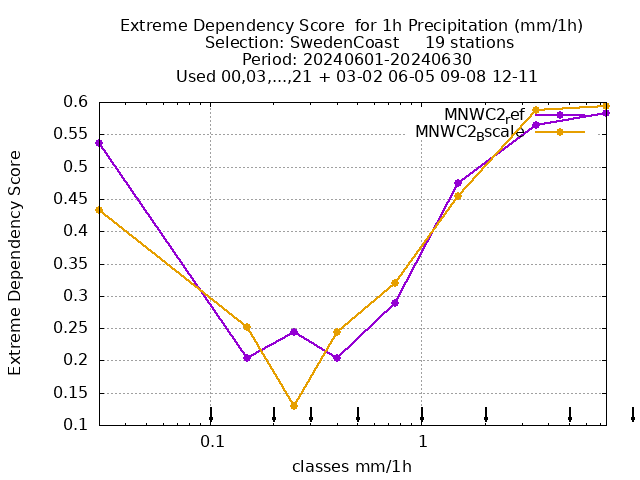 Extreme Dependency Score  for 1h Precipitation (mm/1h)
Selection: SwedenCoast     19 stations
Period: 20240601-20240630
Used 00,03,...,21 + 03-02 06-05 09-08 12-11
MNWC2ref
MNWC2Bscale
0.6
0.55
0.5
0.45
0.4
0.35
0.3
0.25
0.2
0.15
0.1
Extreme Dependency Score
0.1
1
classes mm/1h